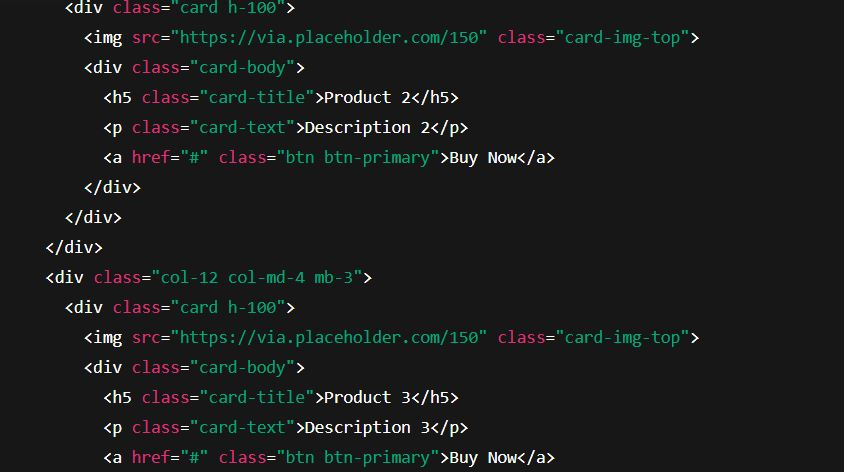 <div class="card h-100">
<img src="https://via.placeholder.com/150" class="card-img-top">
<div class="card-body">
<h5 class="card-title">Product 2</h5>
<p class="card-text">Description 2</p>
<a href="#" class="btn btn-primary">Buy Now</a>
</div>
</div>
</div>
<div class="col-12 col-md-4 mb-3">
<div class="card h-100">
<img src="https://via.placeholder.com/150" class="card-img-top">
<div class="card-body">
<h5 class="card-title">Product 3</h5>
<p class="card-text">Description 3</p>
<a href="#" class="btn btn-primary">Buy Now</a>